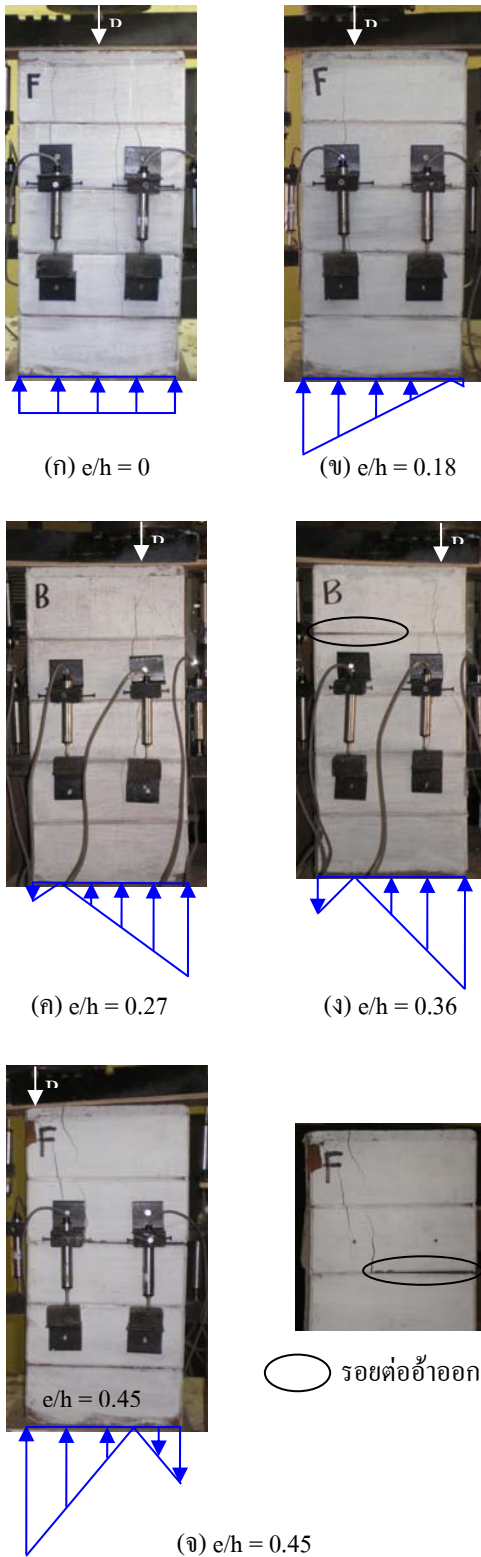 F
F
(ก) e/h = 0
(ข) e/h = 0.18
B
B
(ค) e/h = 0.27
(ง) e/h = 0.36
F
F
รอยต่ออ้าออก
e/h = 0.45
(จ) e/h = 0.45